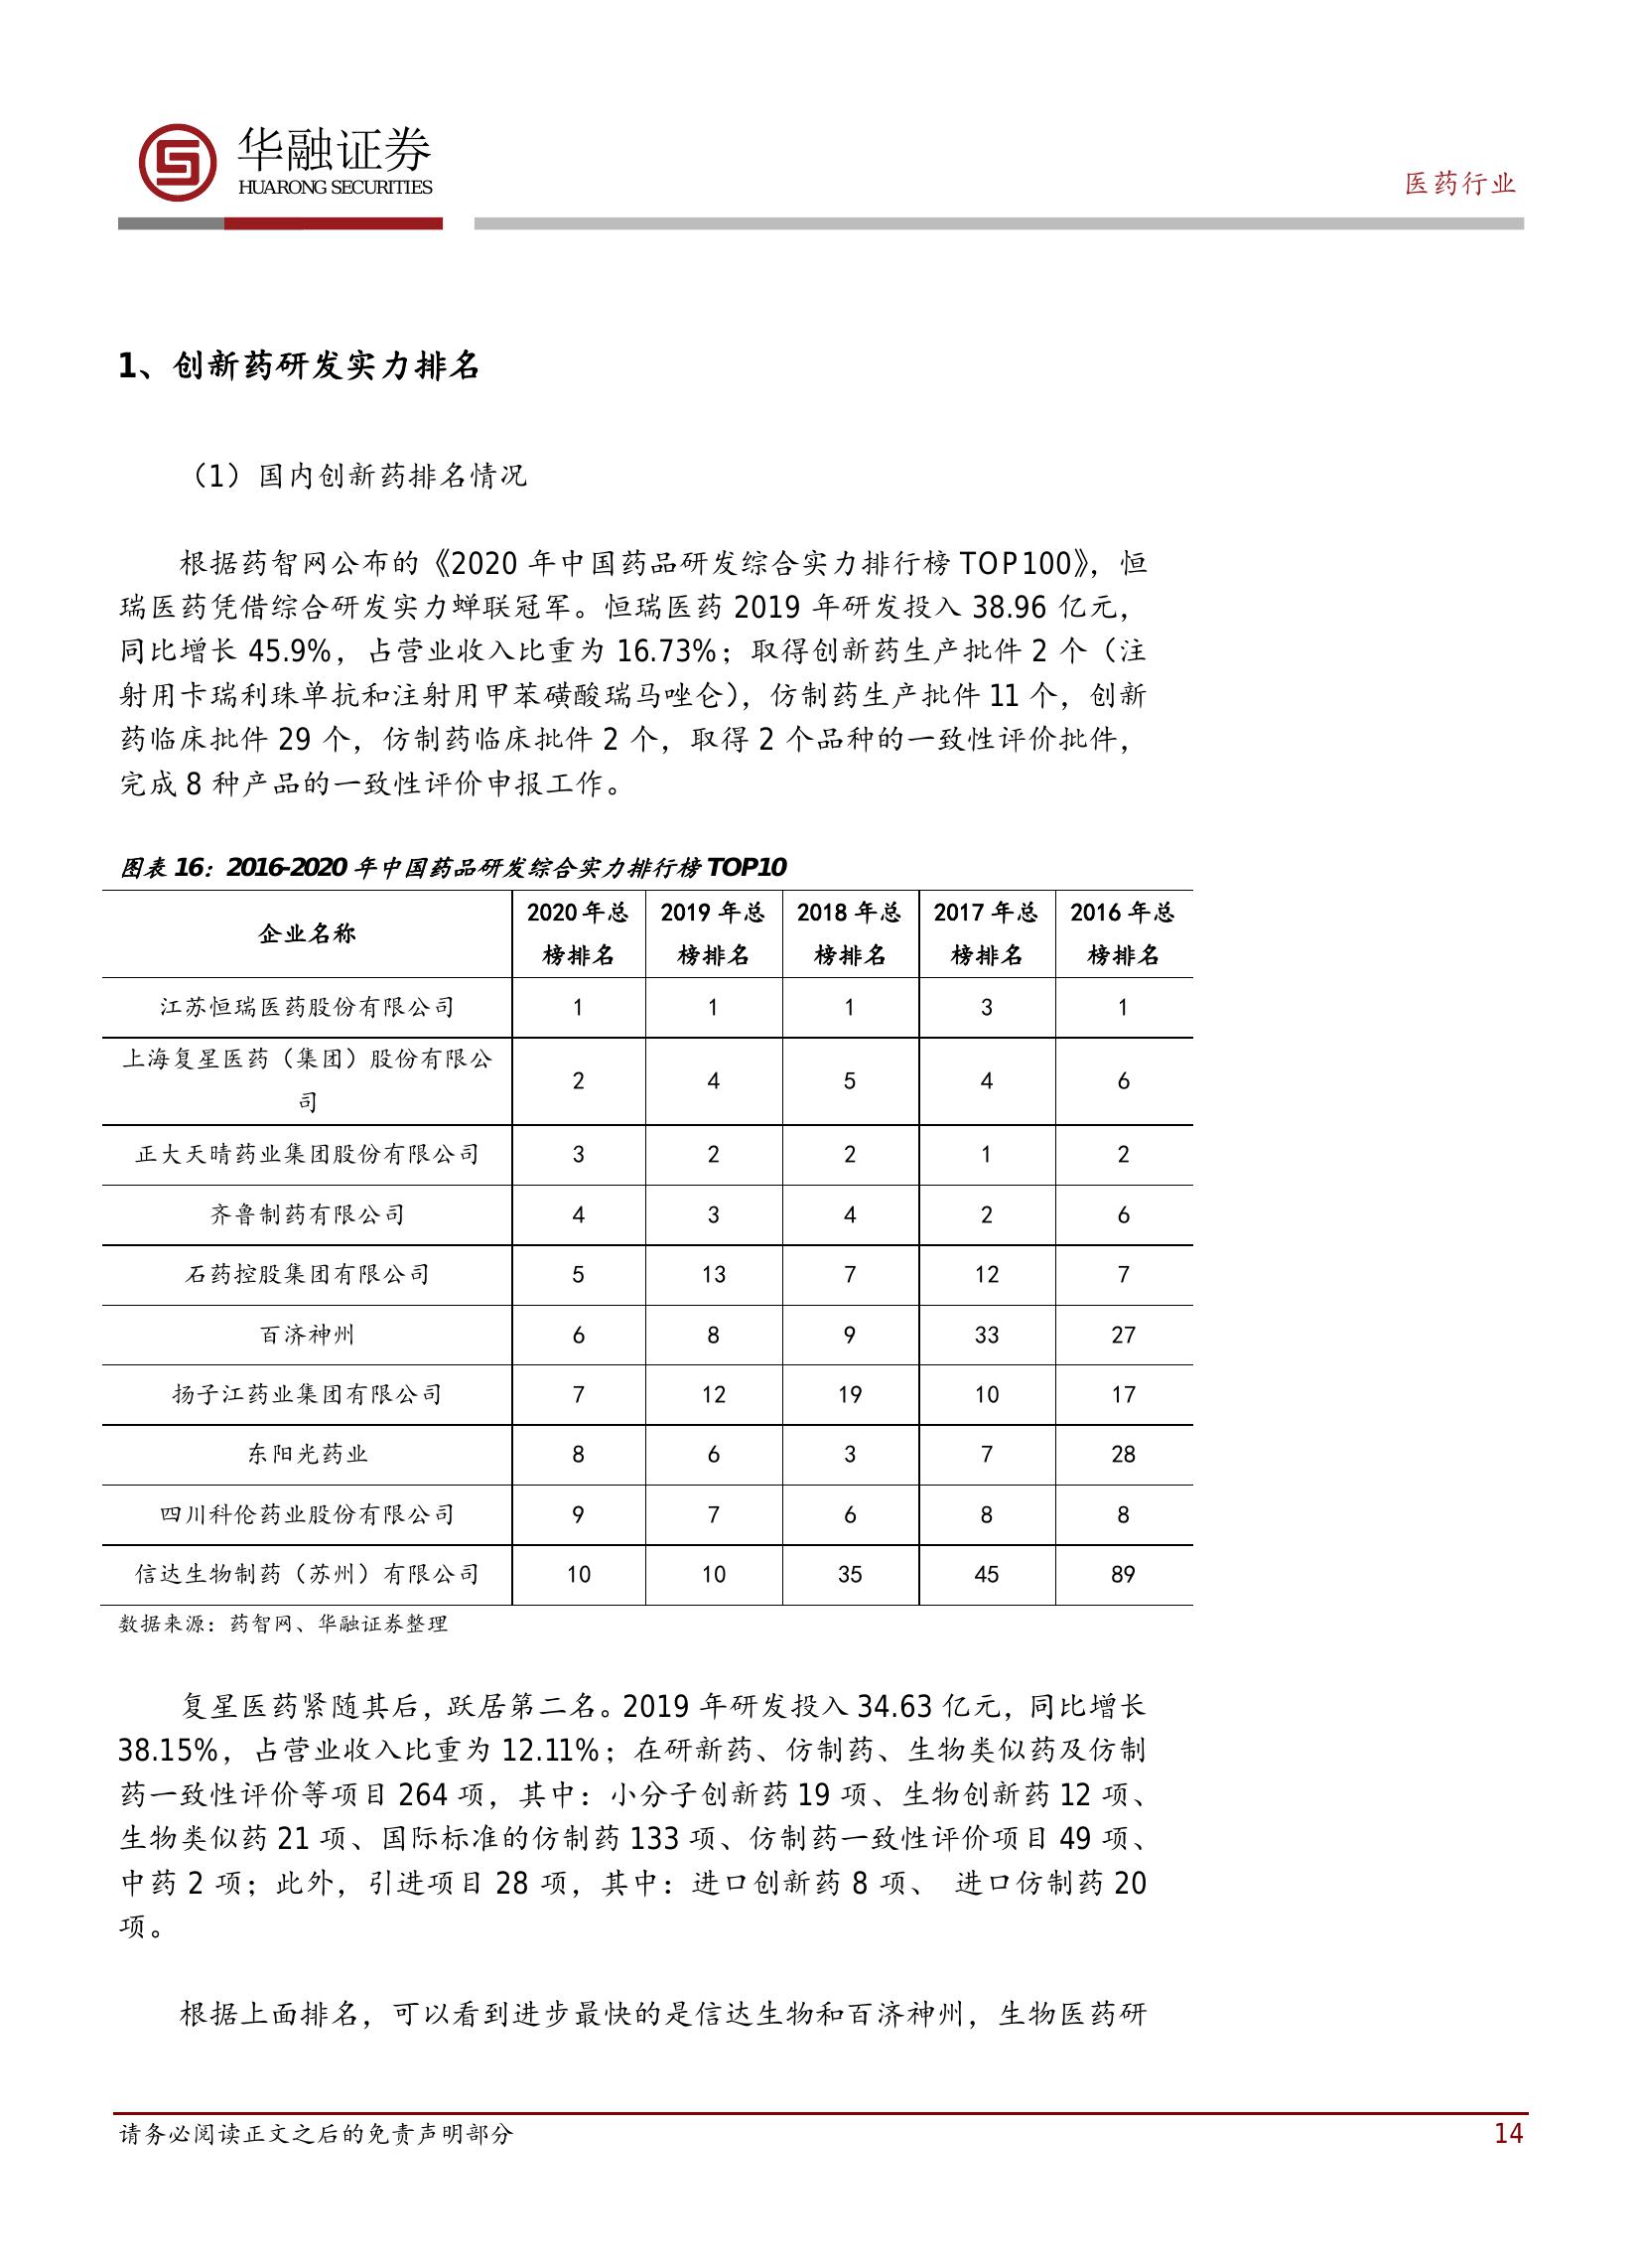 华融证券
HUARONG SECURITIES
医药行业
1、创新药研发实力排名
（1）国内创新药排名情况
根据药智网公布的《2020 年中国药品研发综合实力排行榜 TOP100》，恒
瑞医药凭借综合研发实力蝉联冠军。恒瑞医药 2019 年研发投入 38.96 亿元，
同比增长 45.9%，占营业收入比重为 16.73%；取得创新药生产批件 2 个（注
射用卡瑞利珠单抗和注射用甲苯磺酸瑞马唑仑），仿制药生产批件 11 个，创新
药临床批件 29 个，仿制药临床批件 2 个，取得 2 个品种的一致性评价批件，
完成 8 种产品的一致性评价申报工作。
图表 16：2016-2020 年中国药品研发综合实力排行榜 TOP10
企业名称 2020 年总 2019 年总 2018 年总 2017 年总 2016 年总
榜排名 榜排名 榜排名 榜排名 榜排名
江苏恒瑞医药股份有限公司 1 1 1 3 1
上海复星医药（集团）股份有限公
司 2 4 5 4 6
正大天晴药业集团股份有限公司 3 2 2 1 2
齐鲁制药有限公司 4 3 4 2 6
石药控股集团有限公司 5 13 7 12 7
百济神州 6 8 9 33 27
扬子江药业集团有限公司 7 12 19 10 17
东阳光药业 8 6 3 7 28
四川科伦药业股份有限公司 9 7 6 8 8
信达生物制药（苏州）有限公司 10 10 35 45 89
数据来源：药智网、华融证券整理
复星医药紧随其后，跃居第二名。2019 年研发投入 34.63 亿元，同比增长
38.15%，占营业收入比重为 12.11%；在研新药、仿制药、生物类似药及仿制
药一致性评价等项目 264 项，其中：小分子创新药 19 项、生物创新药 12 项、
生物类似药 21 项、国际标准的仿制药 133 项、仿制药一致性评价项目 49 项、
中药 2 项；此外，引进项目 28 项，其中：进口创新药 8 项、 进口仿制药 20
项。
根据上面排名，可以看到进步最快的是信达生物和百济神州，生物医药研
请务必阅读正文之后的免责声明部分
14